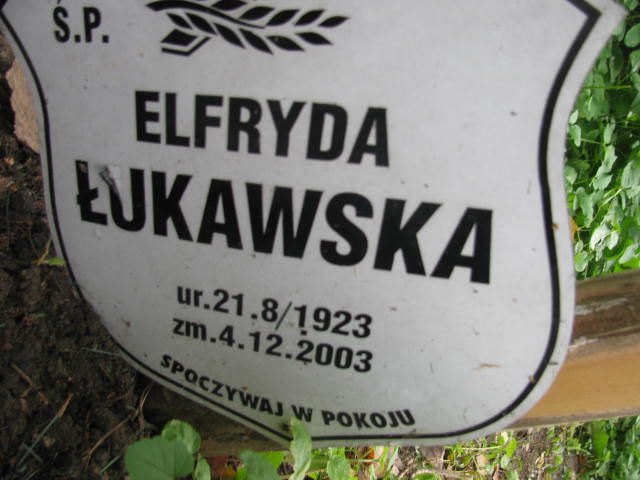 Ś.P.
ELFRYDA
ŁUKAWSKA
ur.21.8/1923
zm.4.12.2003
SPOCZYWAJ W POKOJU